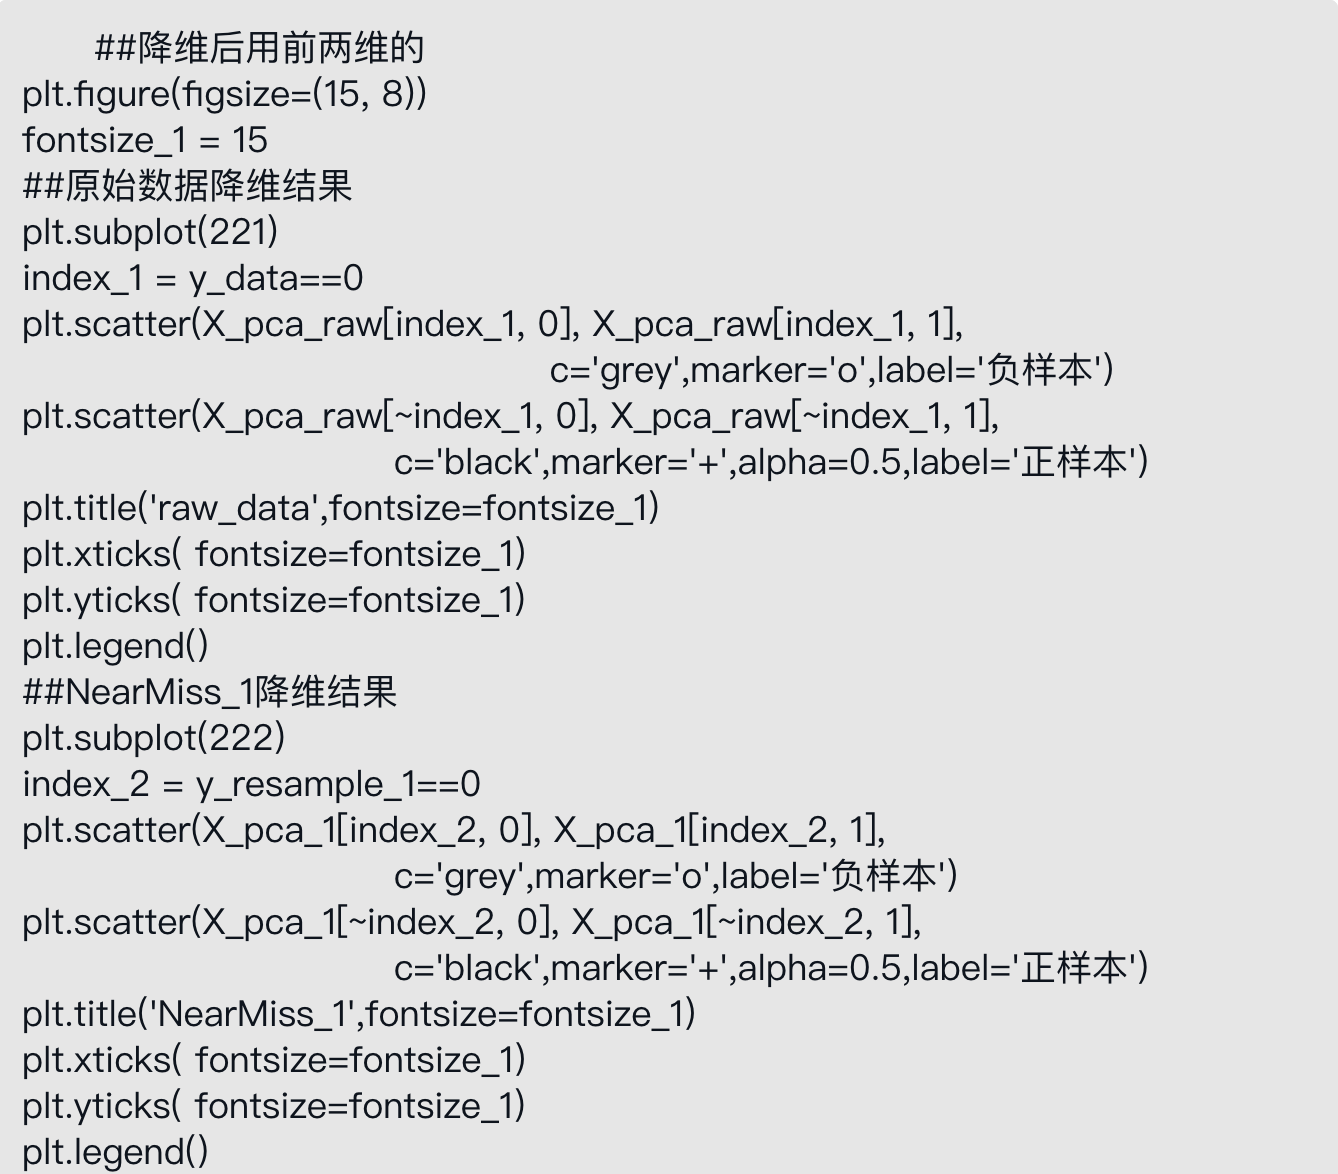 ##降维后用前两维的
plt.figure(figsize=(15, 8))
fontsize_1 = 15
##原始数据降维结果
plt.subplot(221)
index_1 = y_data==0
plt.scatter(X_pca_raw[index_1, 0], X_pca_raw[index_1, 1],
c='grey',marker='o',label='负样本')
plt.scatter(X_pca_raw[~index_1, 0], X_pca_raw[~index_1, 1],
c='black',marker='+',alpha=0.5,label='正样本')
plt.title('raw_data',fontsize=fontsize_1)
plt.xticks( fontsize=fontsize_1)
plt.yticks( fontsize=fontsize_1)
plt.legend()
##NearMiss_1降维结果
plt.subplot(222)
index_2 = y_resample_1==0
plt.scatter(X_pca_1[index_2, 0], X_pca_1[index_2, 1],
c='grey',marker='o',label='负样本')
plt.scatter(X_pca_1[~index_2, 0], X_pca_1[~index_2, 1],
c='black',marker='+',alpha=0.5,label='正样本')
plt.title('NearMiss_1',fontsize=fontsize_1)
plt.xticks( fontsize=fontsize_1)
plt.yticks( fontsize=fontsize_1)
plt.legend()